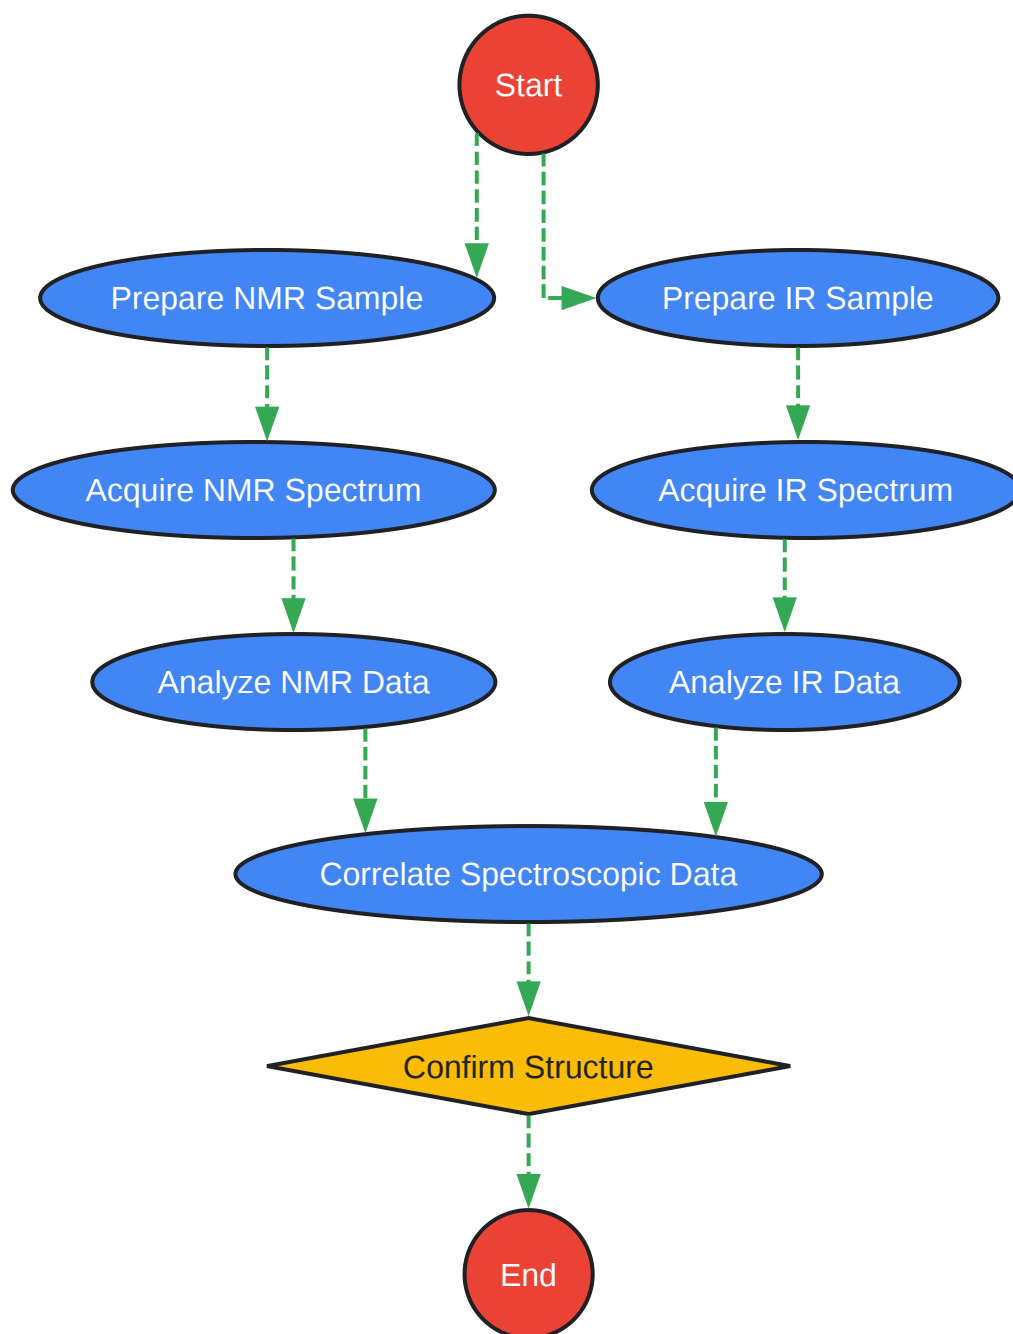 Start
Prepare NMR Sample
Prepare IR Sample
Acquire NMR Spectrum
Acquire IR Spectrum
Analyze NMR Data
Analyze IR Data
Correlate Spectroscopic Data
Confirm Structure
End